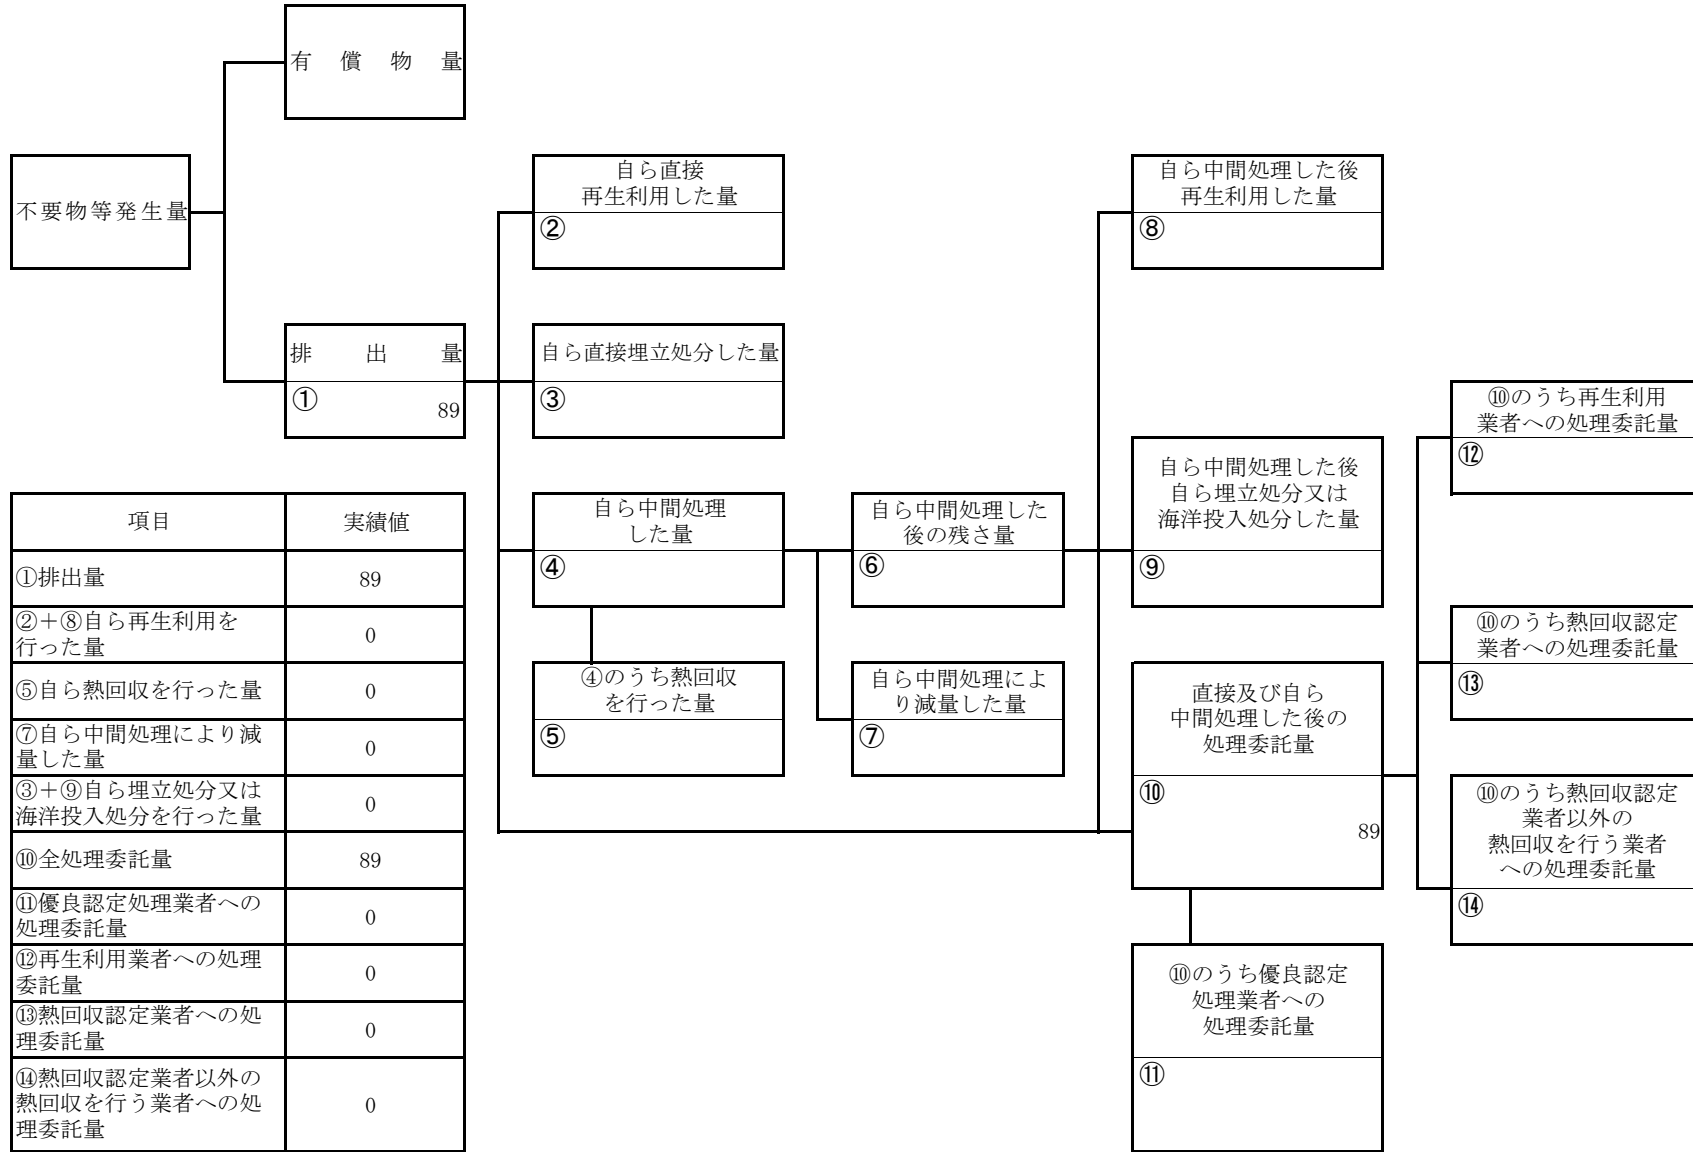 有償物量
不要物等発生量
自ら直接
再生利用した量
②
自ら中間処理した後
再生利用した量
⑧
排出量
①
89
自ら直接埋立処分した量
③
⑩のうち再生利用
業者への処理委託量
⑫
自ら中間処理
した量
④
自ら中間処理した
後の残さ量
⑥
自ら中間処理した後
自ら埋立処分又は
海洋投入処分した量
⑨
⑩のうち熱回収認定
業者への処理委託量
⑬
④のうち熱回収
を行った量
⑤
自ら中間処理によ
り減量した量
⑦
直接及び自ら
中間処理した後の
処理委託量
⑩
89
⑩のうち熱回収認定
業者以外の
熱回収を行う業者
への処理委託量
⑭
⑩のうち優良認定
処理業者への
処理委託量
⑪
項目 実績値
①排出量 89
②＋⑧自ら再生利用を
行った量 0
⑤自ら熱回収を行った量 0
⑦自ら中間処理により減
量した量 0
③＋⑨自ら埋立処分又は
海洋投入処分を行った量 0
⑩全処理委託量 89
⑪優良認定処理業者への
処理委託量 0
⑫再生利用業者への処理
委託量 0
⑬熱回収認定業者への処
理委託量 0
⑭熱回収認定業者以外の
熱回収を行う業者への処
理委託量 0